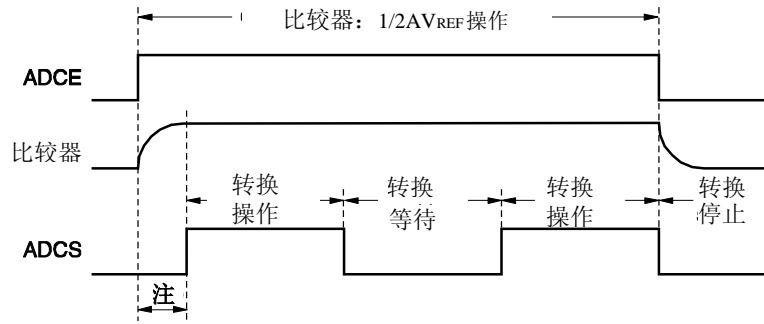 比较器：1/2AVREF操作
ADCE
比较器
转换 转换 转换 转换
操作 等待 操作 停止
ADCS
注